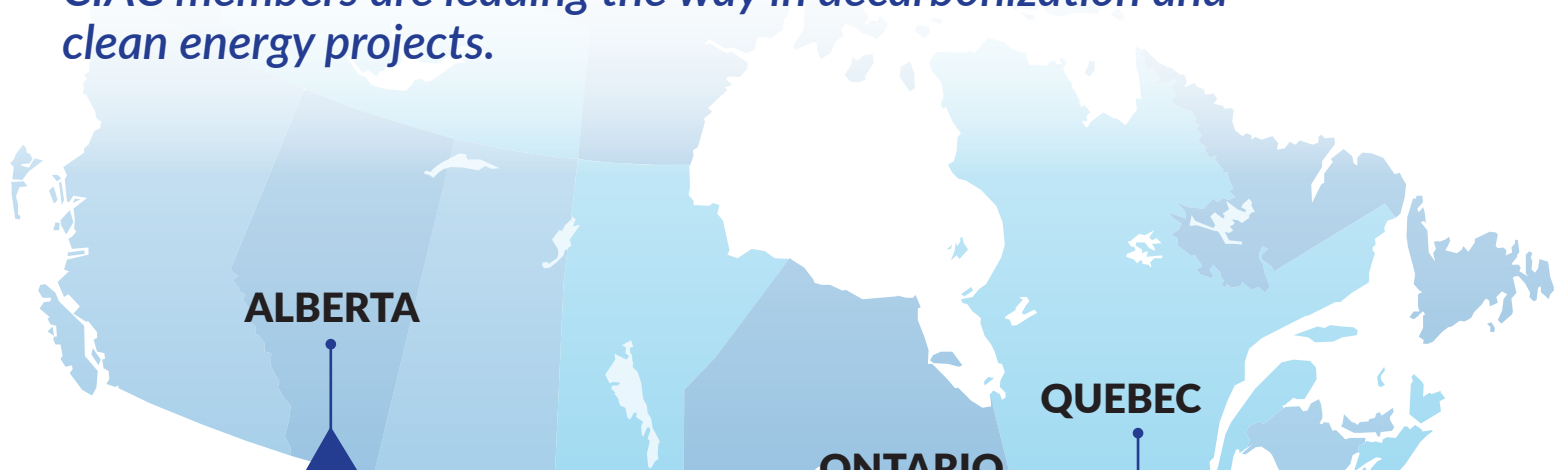 CIAC members are leading the way in decarbonization and
clean energy projects.
ALBERTA
QUEBEC
ONTARIO